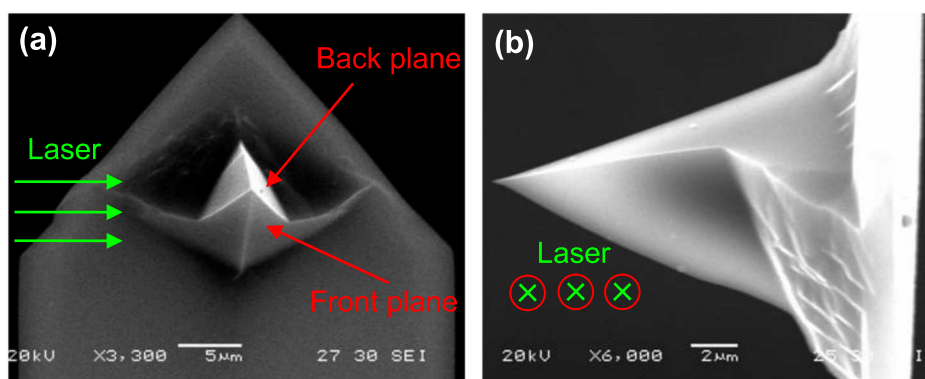 (a)
Back plane
Laser
Front plane
20kV X3,300 5μm 27 30 SEI
(b)
Laser
20kV X6,000 2μm